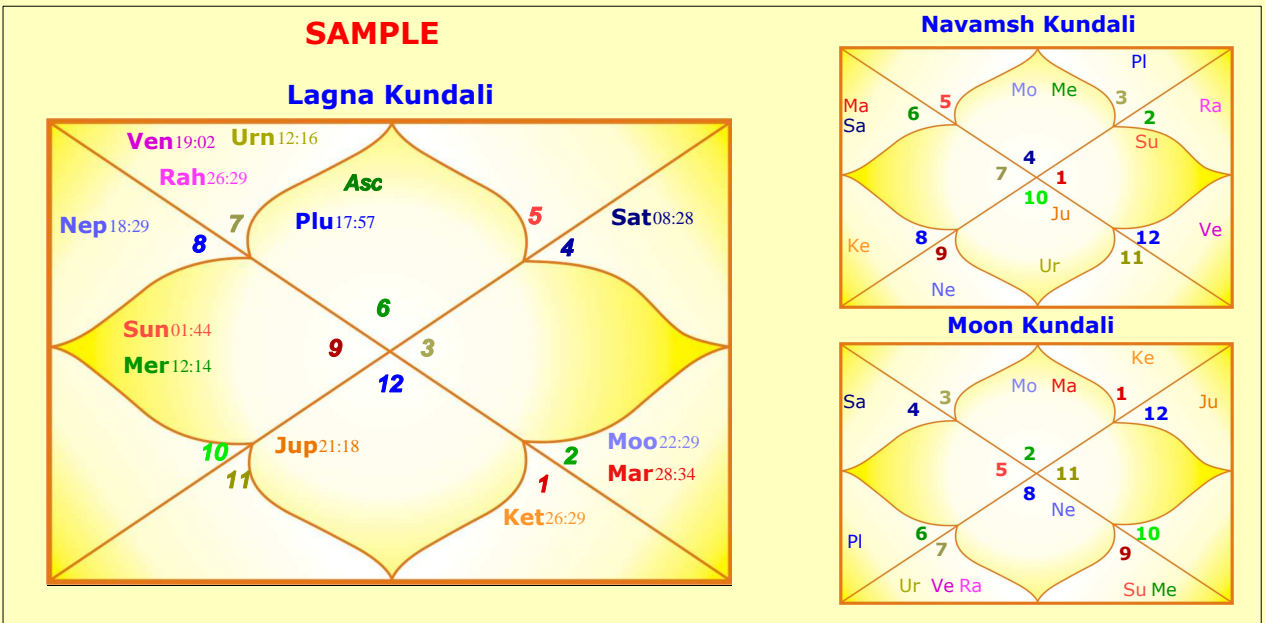 SAMPLE
Lagna Kundali
Ven19:02 Urn12:16
Rah26:29
Asc
Nep18:29
7
8
Plu17:57
5
4
Sat08:28
6
Sun01:44
9
3
Mer12:14
12
10
11
Jup21:18
Moo22:29
2
1
Mar28:34
Ket26:29
Navamsh Kundali
Pl
Mo Me
3
5
Ma
6
2
Ra
Sa
Su
4
7
1
10
Ju
8
12
Ve
Ke
9
11
Ur
Ne
Moon Kundali
Ke
Mo Ma
Sa
3
1
Ju
4
12
2
5
11
8
Ne
6
10
Pl
7
9
Ur Ve Ra
Su Me